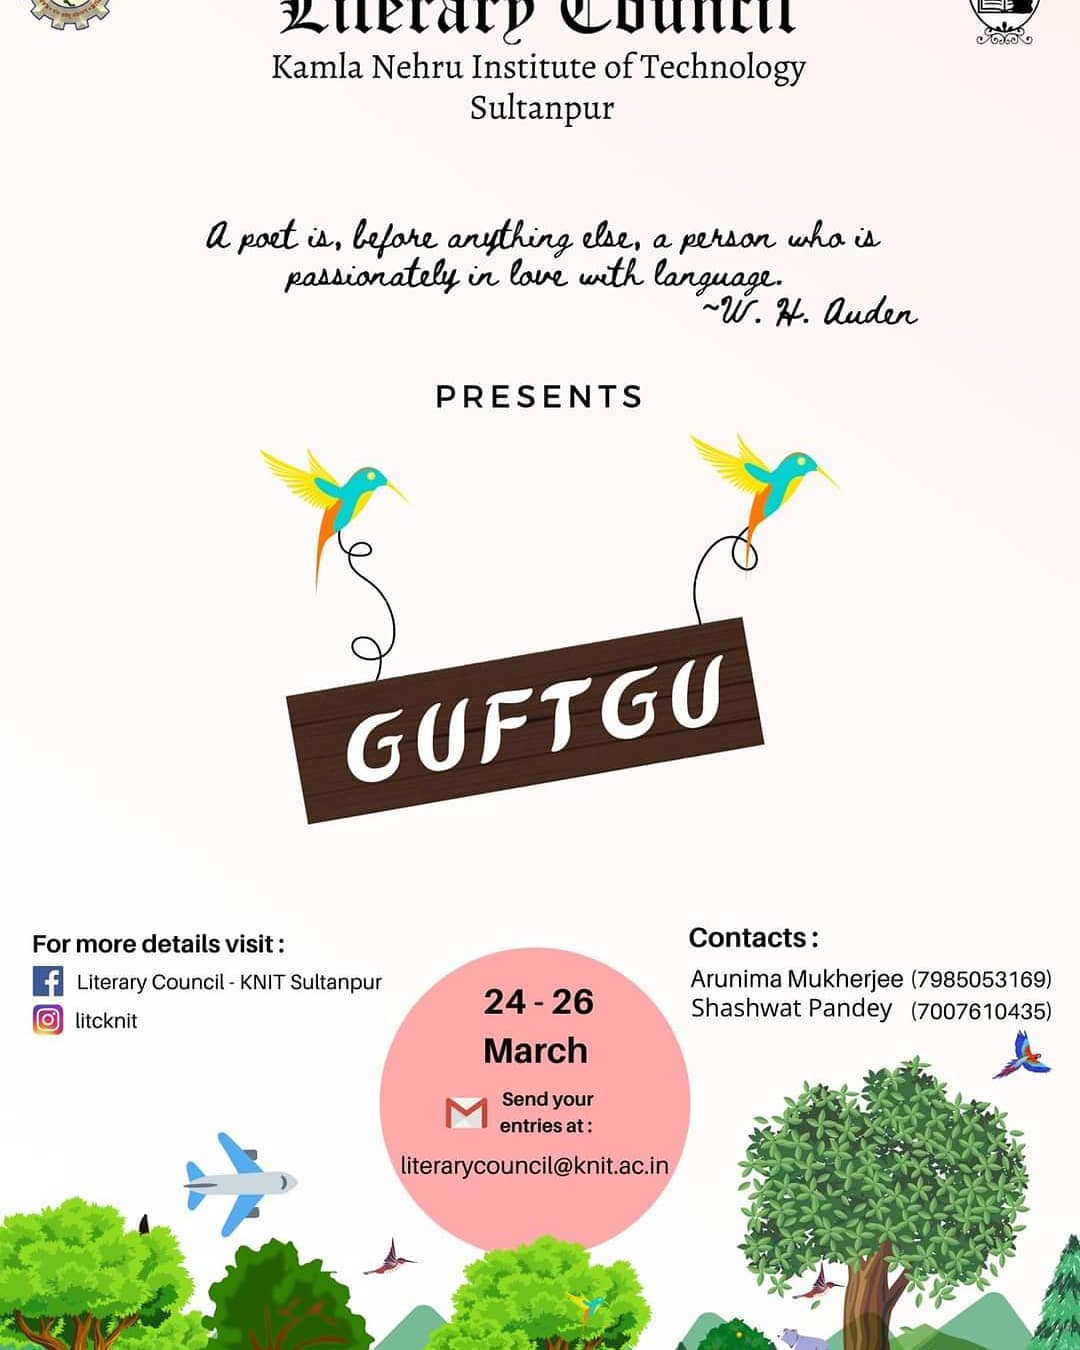 Literary Council
Kamla Nehru Institute of Technology
Sultanpur
A poet is, before anything else, a person who is
passionately in love with language.
~W. H. Auden
PRESENTS
GUFTGU
For more details visit :
Literary Council - KNIT Sultanpur
litcknit
Contacts :
Arunima Mukherjee (7985053169)
Shashwat Pandey (7007610435)
24 - 26
March
Send your
entries at :
literarycouncil@knit.ac.in